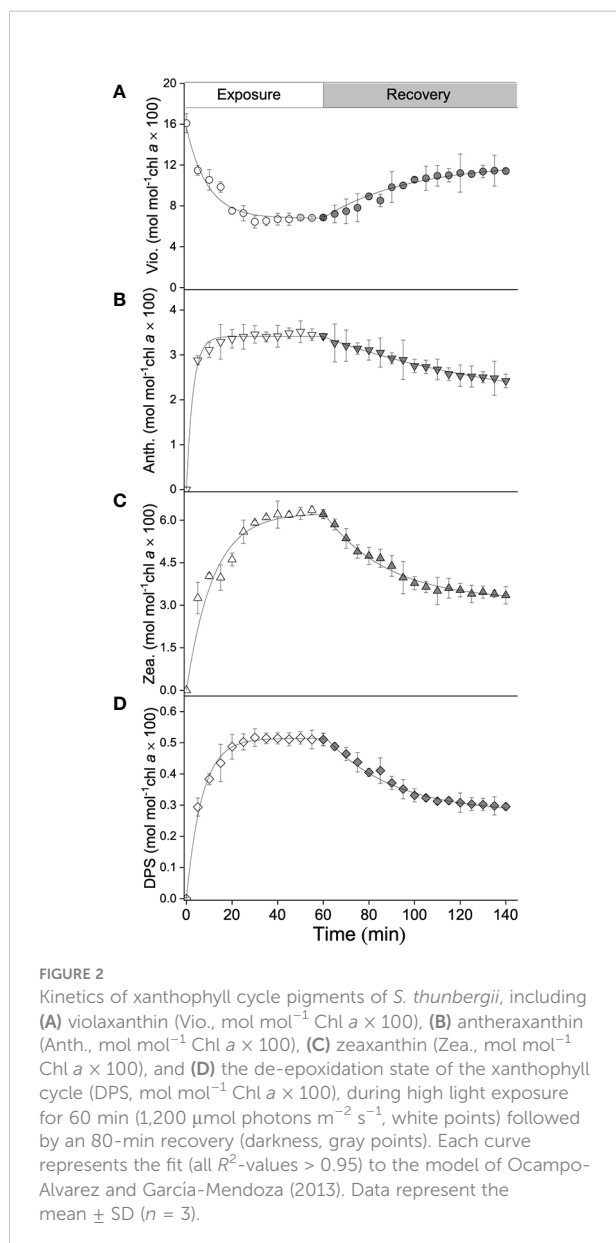 A
Exposure
Recovery
20
16
12
8
4
0
Vio. (mol mol⁻¹chl a × 100)
B
4
3
2
1
0
Anth. (mol mol⁻¹chl a × 100)
C
6.0
4.5
3.0
1.5
0.0
Zea. (mol mol⁻¹chl a × 100)
D
0.6
0.5
0.4
0.3
0.2
0.1
0.0
DPS (mol mol⁻¹chl a × 100)
0 20 40 60 80 100 120 140
Time (min)
FIGURE 2
Kinetics of xanthophyll cycle pigments of S. thunbergii, including
(A) violaxanthin (Vio., mol mol⁻¹ Chl a × 100), (B) antheraxanthin
(Anth., mol mol⁻¹ Chl a × 100), (C) zeaxanthin (Zea., mol mol⁻¹
Chl a × 100), and (D) the de-epoxidation state of the xanthophyll
cycle (DPS, mol mol⁻¹ Chl a × 100), during high light exposure
for 60 min (1,200 μmol photons m⁻² s⁻¹, white points) followed
by an 80-min recovery (darkness, gray points). Each curve
represents the fit (all R²-values > 0.95) to the model of Ocampo-
Alvarez and García-Mendoza (2013). Data represent the
mean ± SD (n = 3).